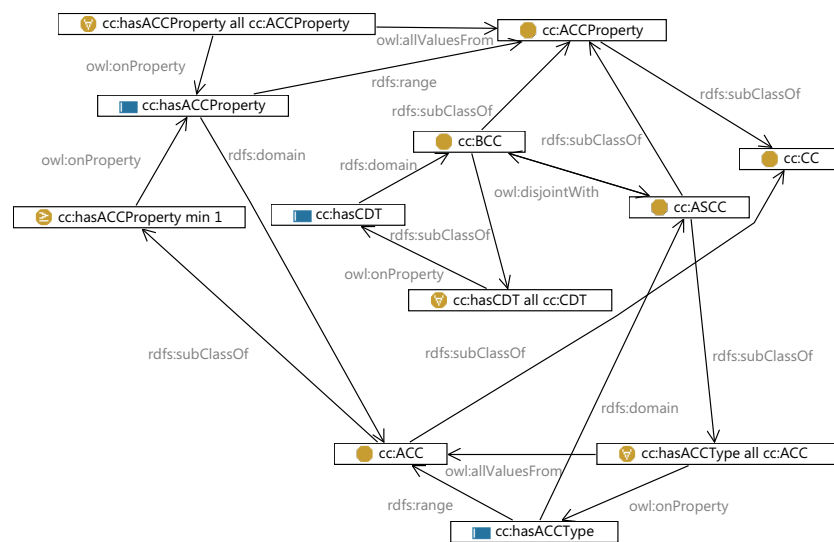 cc:hasACCProperty all cc:ACCProperty
cc:ACCProperty
owl:allValuesFrom
owl:onProperty
rdfs:range
rdfs:subClassOf
cc:hasACCProperty
rdfs:subClassOf
cc:BCC
rdfs:subClassOf
rdfs:domain
cc:CC
owl:onProperty
rdfs:domain
owl:disjointWith
cc:hasACCProperty min 1
cc:hasCDT
cc:ASCC
rdfs:subClassOf
owl:onProperty
cc:hasCDT all cc:CDT
rdfs:subClassOf
rdfs:subClassOf
rdfs:subClassOf
rdfs:domain
cc:ACC
cc:hasACCType all cc:ACC
owl:allValuesFrom
rdfs:range
owl:onProperty
cc:hasACCType